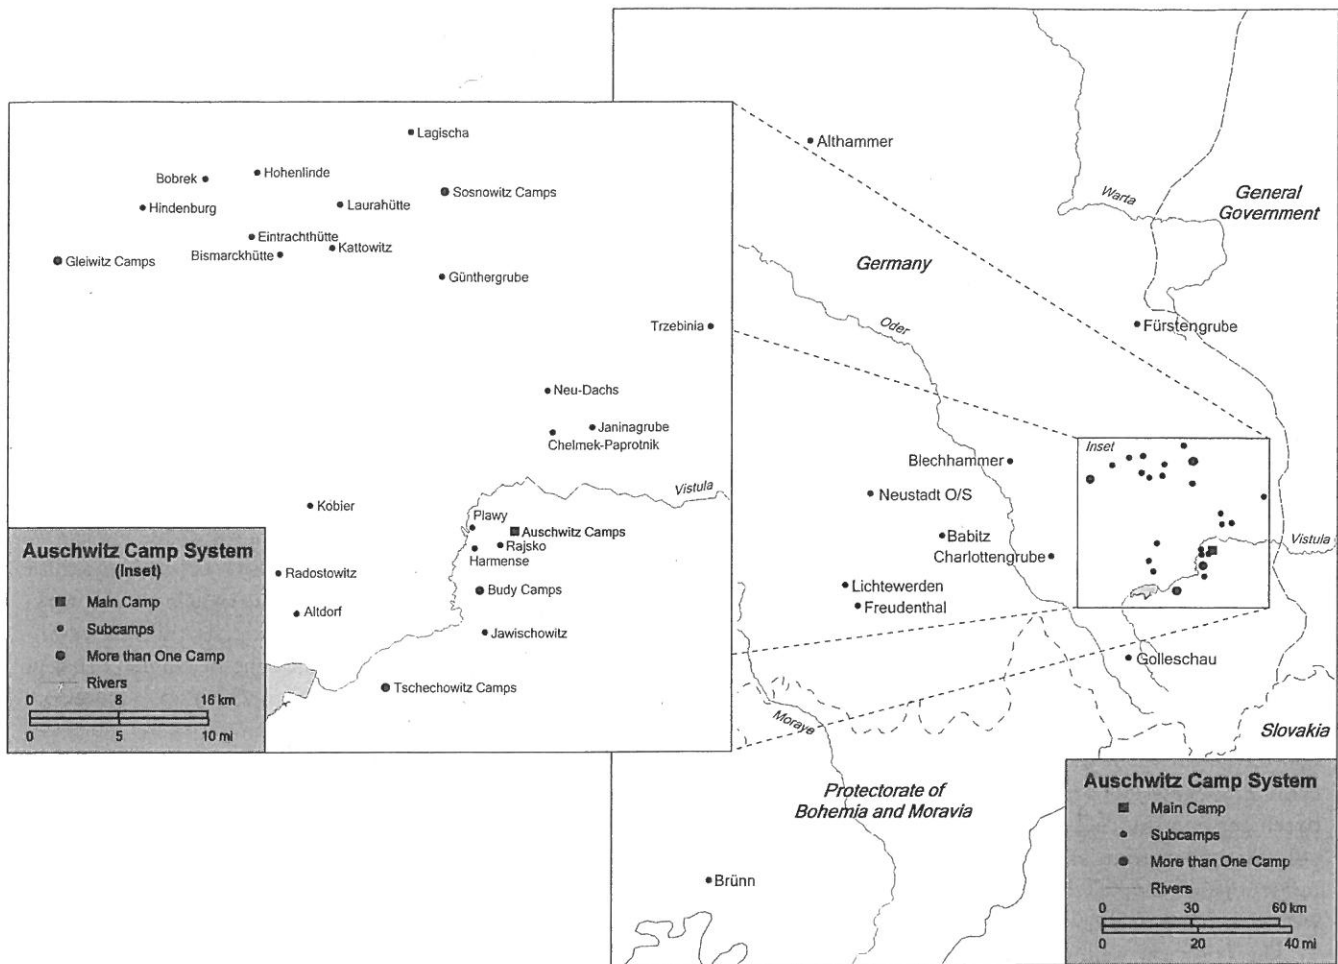 Lagischa
Bobrek
Hohenlinde
Hindenburg
Laurahütte
Sosnowitz Camps
Eintrachthütte
Bismarckhütte
Kattowitz
Gleiwitz Camps
Günthergrube
Trzebinia
Neu-Dachs
Janinagrube
Chelmek-Paprotnik
Vistula
Kobier
Plawy
Auschwitz Camps
Rajsko
Harmense
Radostowitz
Budy Camps
Altdorf
Jawischowitz
Tschechowitz Camps
Auschwitz Camp System
(Inset)
Main Camp
Subcamps
More than One Camp
Rivers
0 8 16 km
0 5 10 mi
Althammer
Warta
General
Government
Germany
Oder
Fürstengrube
Inset
Blechhammer
Neustadt O/S
Babitz
Charlottengrube
Vistula
Lichtewerden
Freudenthal
Golleschau
Morave
Slovakia
Protectorate of
Bohemia and Moravia
Brünn
Auschwitz Camp System
Main Camp
Subcamps
More than One Camp
Rivers
0 30 60 km
0 20 40 mi